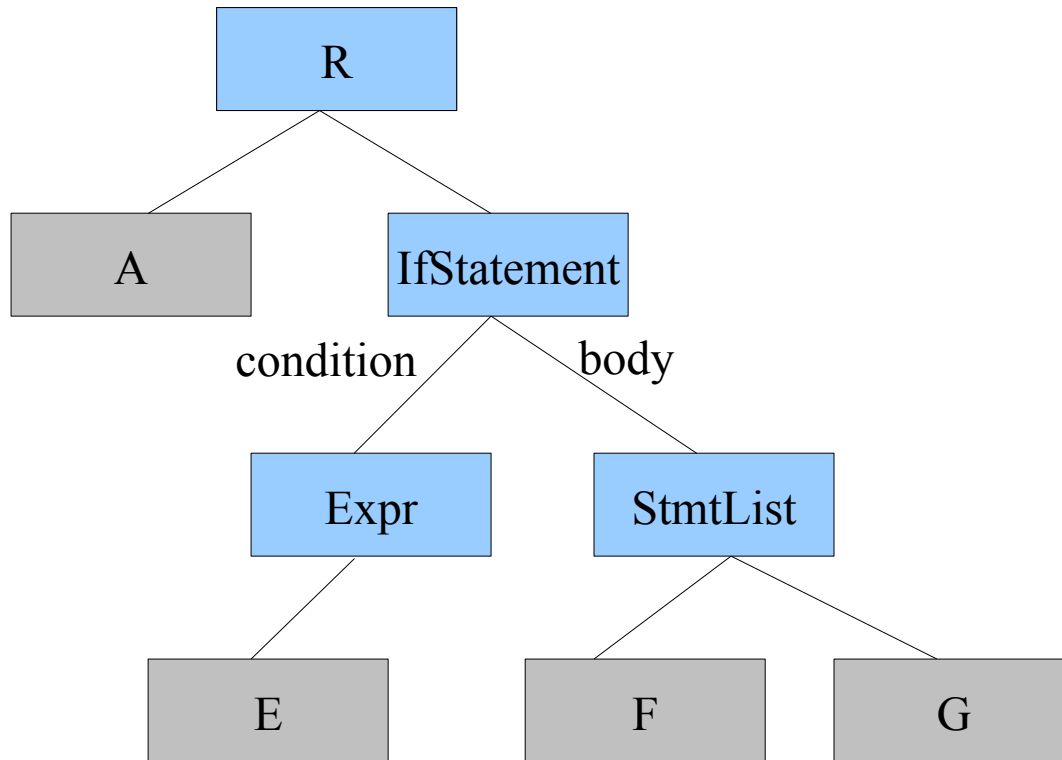 R
A
IfStatement
condition
body
Expr
StmtList
E
F
G